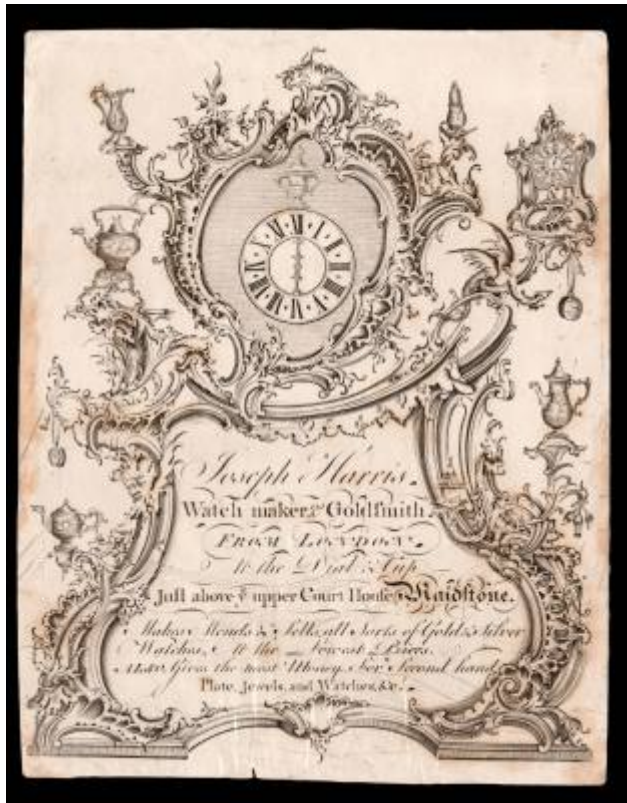 Joseph Harris.
Watch maker & Goldsmith
FROM LONDON
to the Dial & Cup
Just above ye upper Court House Maidstone.
Makes Mends & Sells all Sorts of Gold & Silver
Watches, at the Lowest Prices.
Also Gives the most Money for Second hand
Plate, Jewels, and Watches, &c.